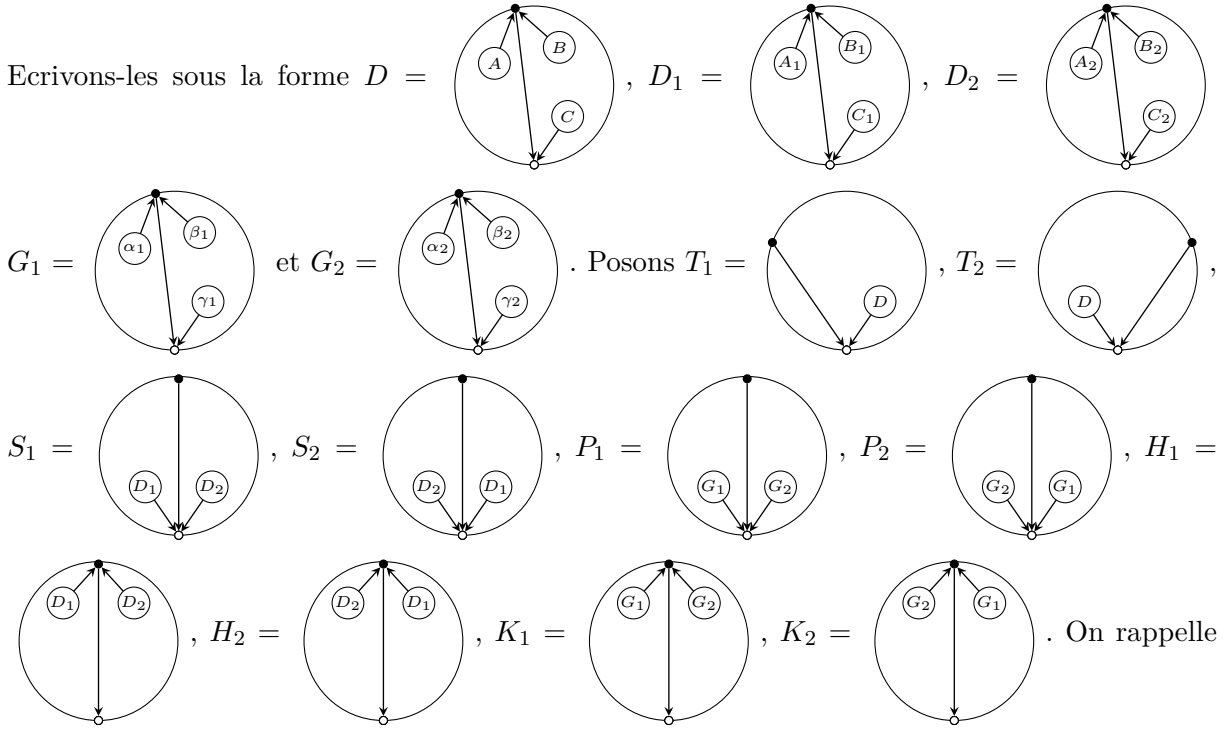 Ecrivons-les sous la forme D = A B C , D₁ = A₁ B₁ C₁ , D₂ = A₂ B₂ C₂
G₁ = α₁ β₁ γ₁ et G₂ = α₂ β₂ γ₂ . Posons T₁ = D , T₂ = D ,
S₁ = D₁ D₂ , S₂ = D₂ D₁ , P₁ = G₁ G₂ , P₂ = G₂ G₁ , H₁ =
D₁ D₂ , H₂ = D₂ D₁ , K₁ = G₁ G₂ , K₂ = G₂ G₁ . On rappelle